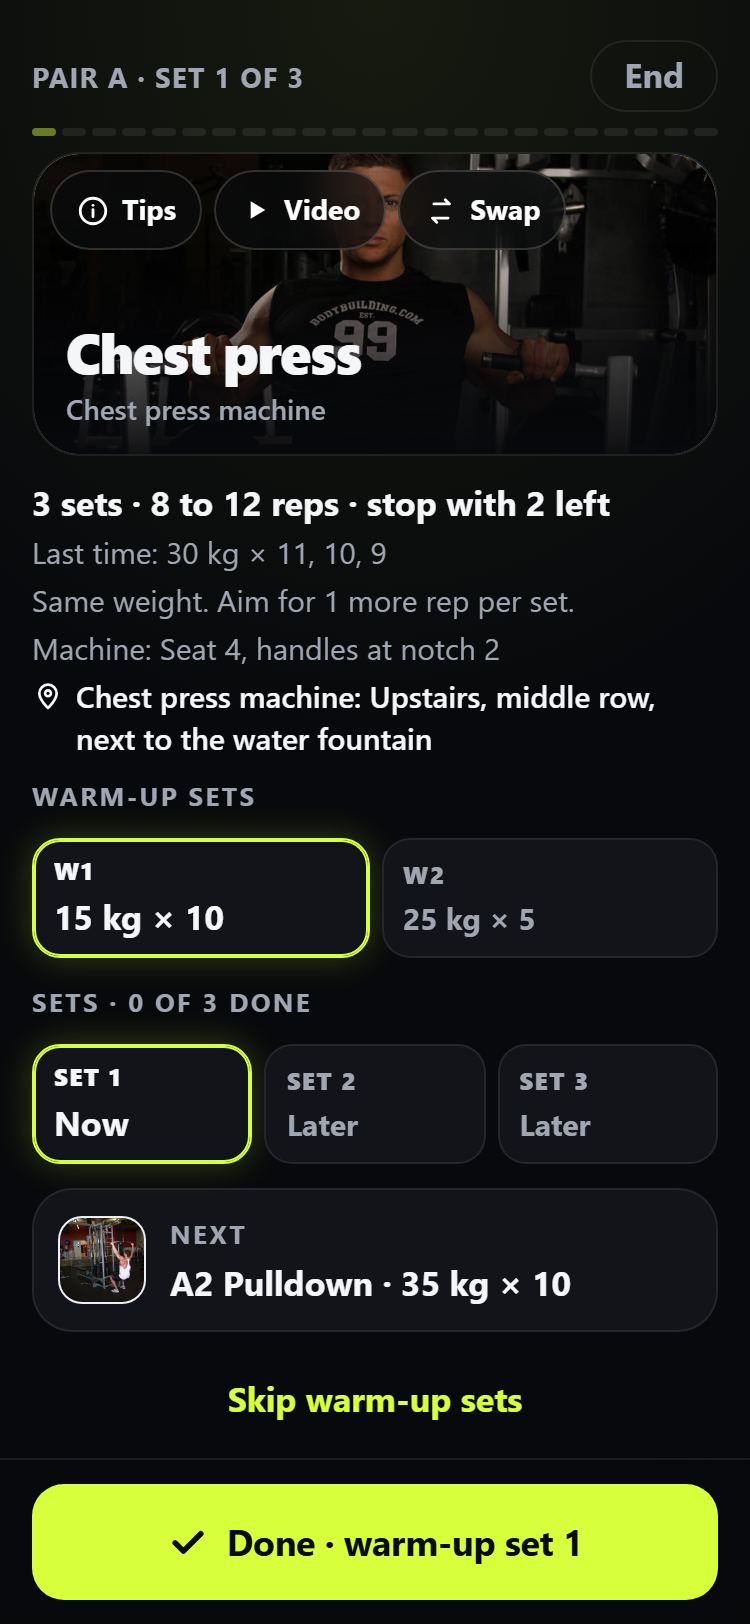 PAIR A · SET 1 OF 3
End
Tips
Video
Swap
BODYBUILDING.COM
EST.
99
Chest press
Chest press machine
3 sets · 8 to 12 reps · stop with 2 left
Last time: 30 kg × 11, 10, 9
Same weight. Aim for 1 more rep per set.
Machine: Seat 4, handles at notch 2
Chest press machine: Upstairs, middle row,
next to the water fountain
WARM-UP SETS
W1
15 kg × 10
W2
25 kg × 5
SETS · 0 OF 3 DONE
SET 1
Now
SET 2
Later
SET 3
Later
NEXT
A2 Pulldown · 35 kg × 10
Skip warm-up sets
Done · warm-up set 1